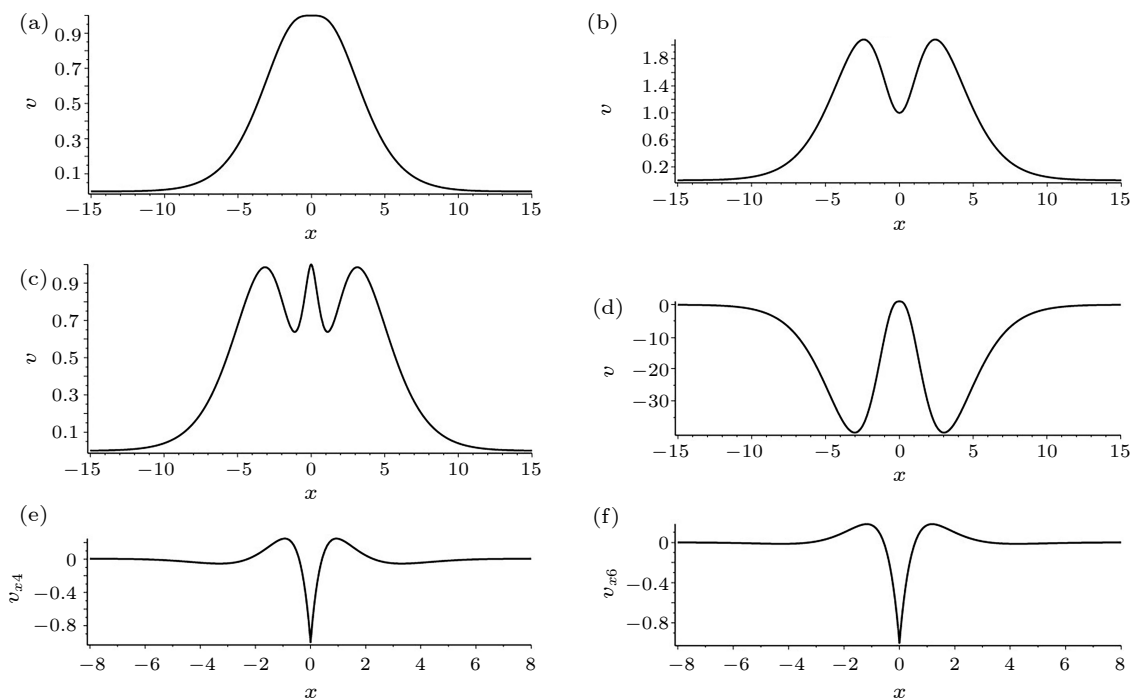 (a)
0.9
0.7
0.5
0.3
0.1
v
−15 −10 −5 0 5 10 15
x
(b)
1.8
1.4
1.0
0.6
0.2
v
−15 −10 −5 0 5 10 15
x
(c)
0.9
0.7
0.5
0.3
0.1
v
−15 −10 −5 0 5 10 15
x
(d)
0
−10
−20
−30
v
−15 −10 −5 0 5 10 15
x
(e)
0
−0.4
−0.8
vx4
−8 −6 −4 −2 0 2 4 6 8
x
(f)
0
−0.4
−0.8
vx6
−8 −6 −4 −2 0 2 4 6 8
x